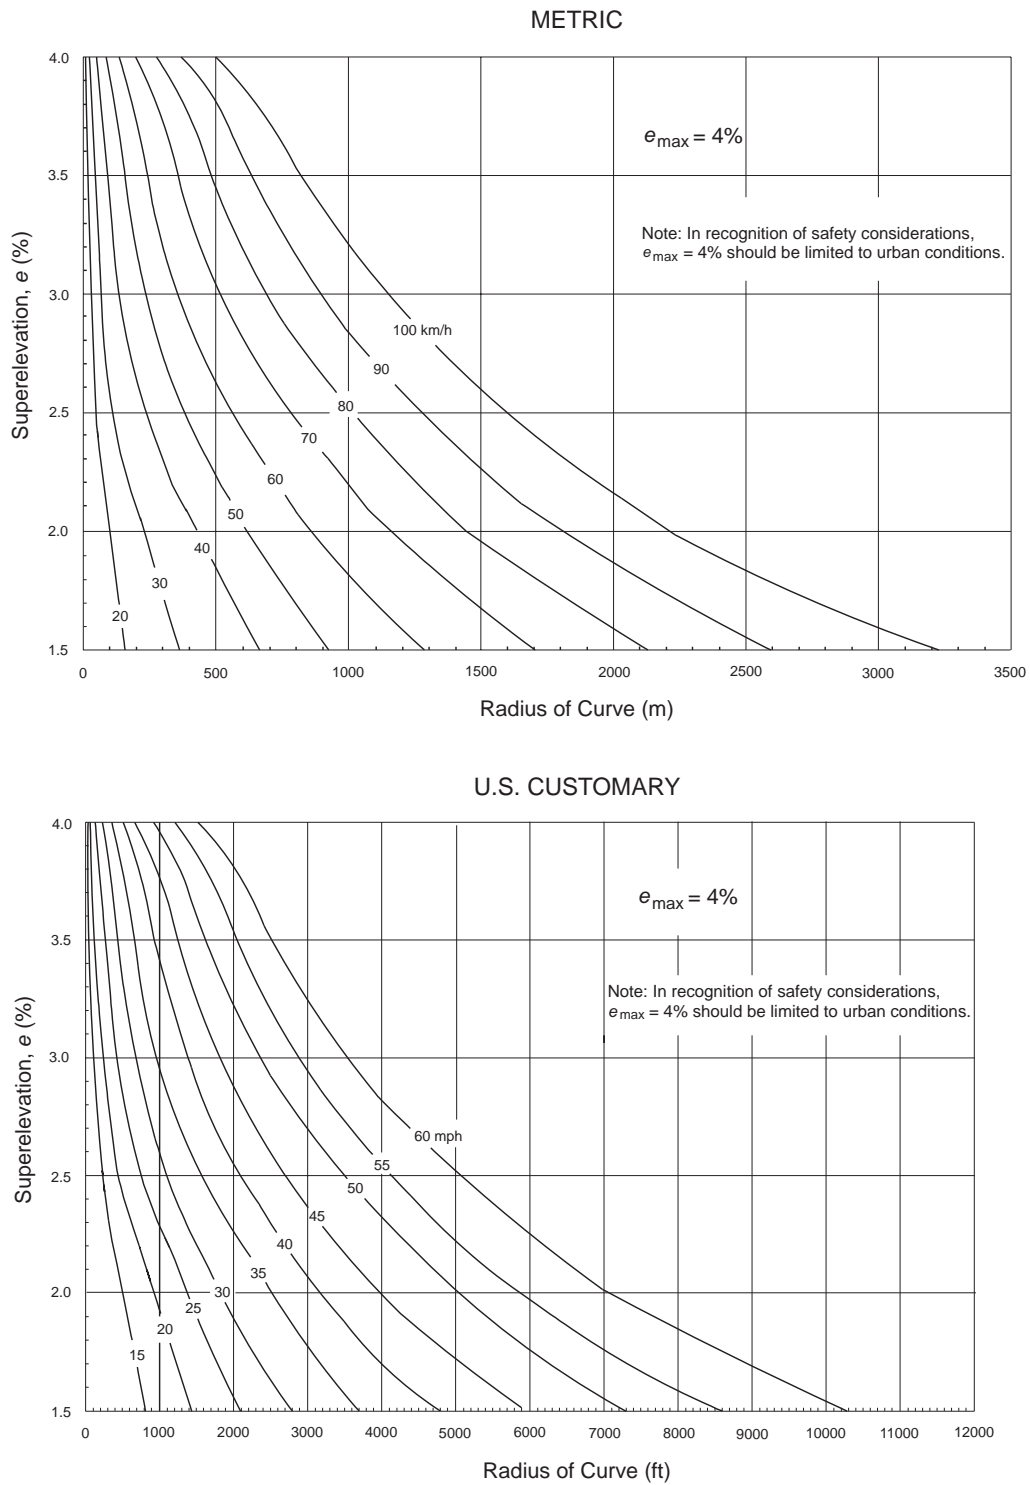 METRIC
4.0
3.5
3.0
2.5
2.0
1.5
Superelevation, e (%)
e max = 4%
Note: In recognition of safety considerations,
e max = 4% should be limited to urban conditions.
100 km/h
90
80
70
60
50
40
30
20
0 500 1000 1500 2000 2500 3000 3500
Radius of Curve (m)
U.S. CUSTOMARY
4.0
3.5
3.0
2.5
2.0
1.5
Superelevation, e (%)
e max = 4%
Note: In recognition of safety considerations,
e max = 4% should be limited to urban conditions.
60 mph
55
50
45
40
35
30
25
20
15
0 1000 2000 3000 4000 5000 6000 7000 8000 9000 10000 11000 12000
Radius of Curve (ft)